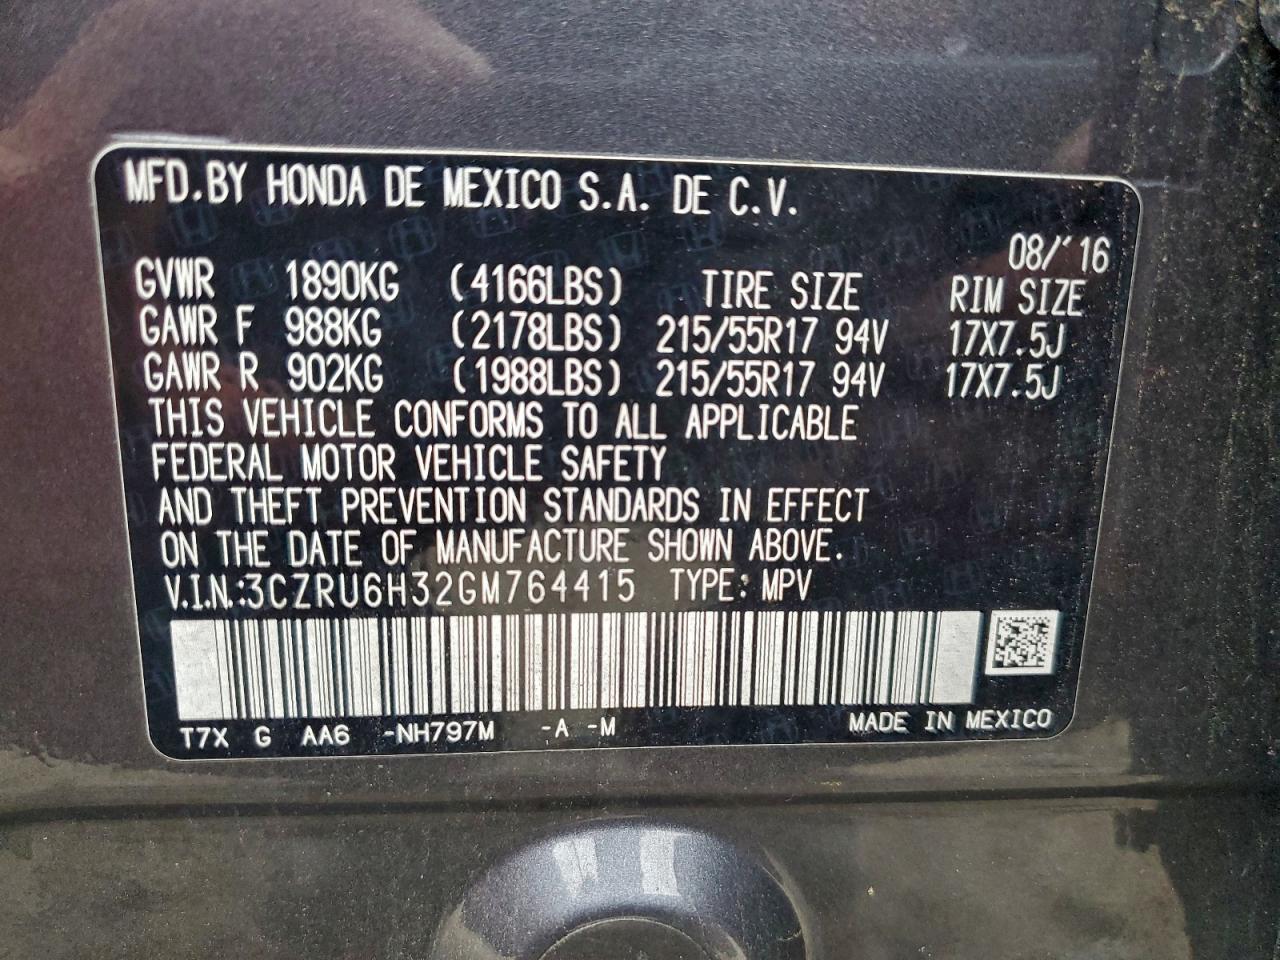 MFD. BY HONDA DE MEXICO S.A. DE C.V.
08/'16
GVWR 1890KG (4166LBS) TIRE SIZE RIM SIZE
GAWR F 988KG (2178LBS) 215/55R17 94V 17X7.5J
GAWR R 902KG (1988LBS) 215/55R17 94V 17X7.5J
THIS VEHICLE CONFORMS TO ALL APPLICABLE
FEDERAL MOTOR VEHICLE SAFETY
AND THEFT PREVENTION STANDARDS IN EFFECT
ON THE DATE OF MANUFACTURE SHOWN ABOVE.
V.I.N.:3CZRU6H32GM764415 TYPE: MPV
T7X G AA6 -NH797M -A -M MADE IN MEXICO